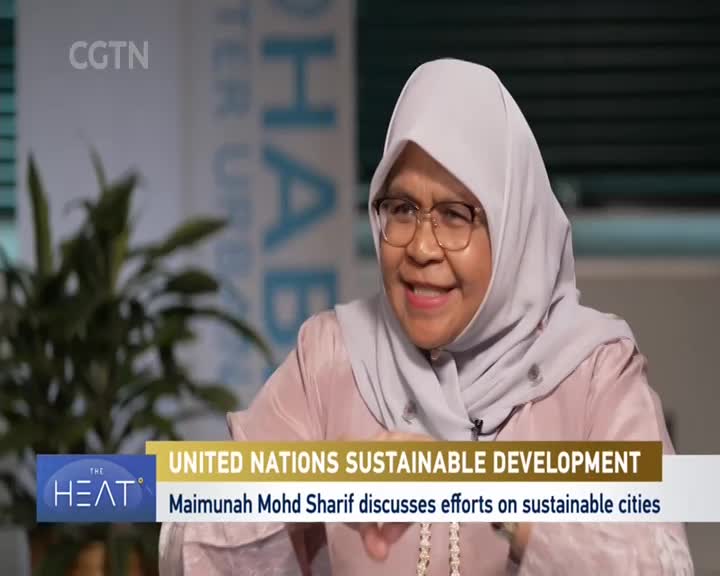 CGTN
UNITED NATIONS SUSTAINABLE DEVELOPMENT
THE
HEAT
Maimunah Mohd Sharif discusses efforts on sustainable cities